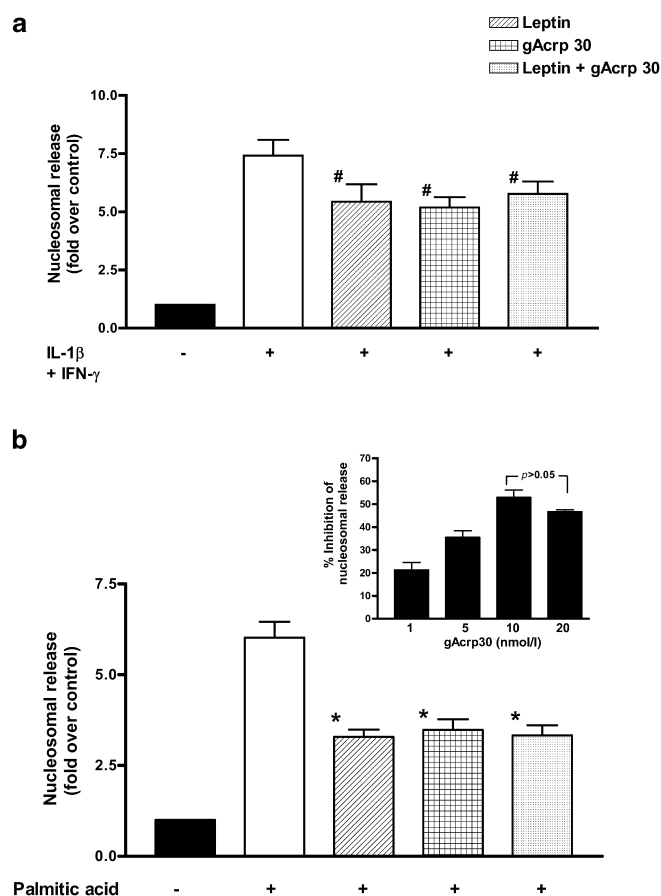 a
Leptin
gAcrp 30
Leptin + gAcrp 30
Nucleosomal release
(fold over control)
10.0
7.5
5.0
2.5
0.0
# # #
IL-1β - + + + +
+ IFN-γ
b
% Inhibition of
nucleosomal release
70
60
50
40
30
20
10
0
p>0.05
1 5 10 20
gAcrp30 (nmol/l)
Nucleosomal release
(fold over control)
7.5
5.0
2.5
0.0
* * *
Palmitic acid - + + + +